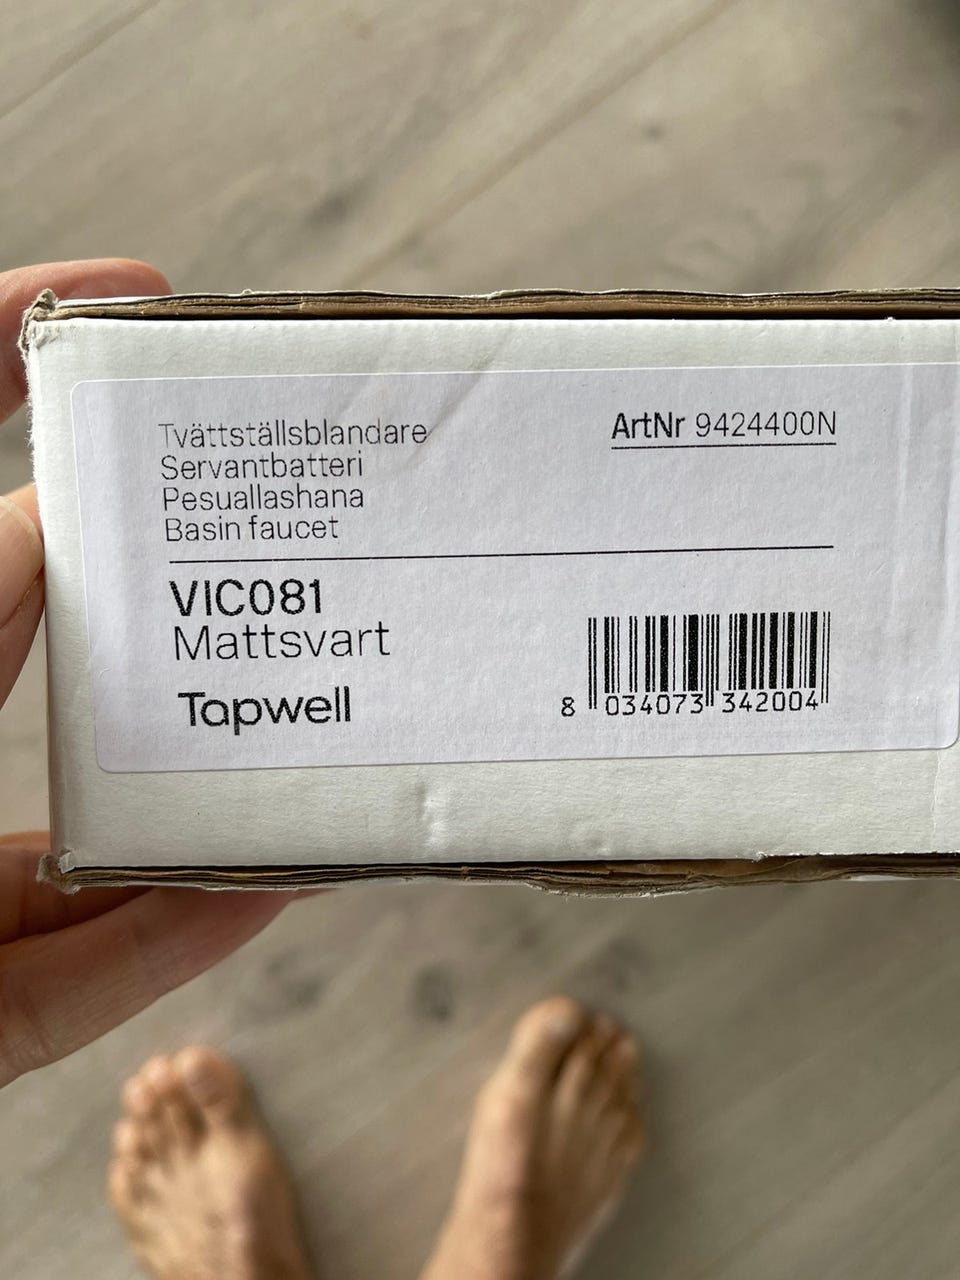 Tvättställsblandare
Servantbatteri
Pesuallashana
Basin faucet
ArtNr 9424400N
VIC081
Mattsvart
Tapwell
8 034073 342004